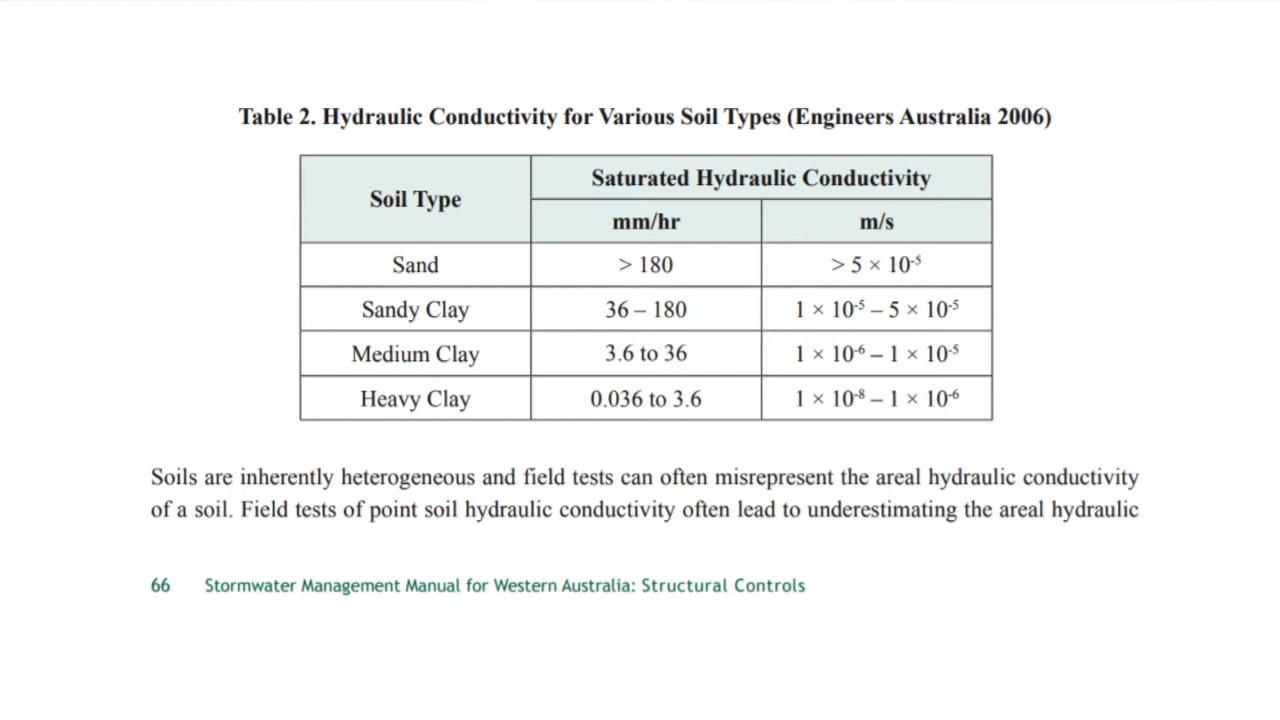 Table 2. Hydraulic Conductivity for Various Soil Types (Engineers Australia 2006)
Soil Type
Saturated Hydraulic Conductivity
mm/hr m/s
Sand > 180 > 5 × 10⁻⁵
Sandy Clay 36 – 180 1 × 10⁻⁵ – 5 × 10⁻⁵
Medium Clay 3.6 to 36 1 × 10⁻⁶ – 1 × 10⁻⁵
Heavy Clay 0.036 to 3.6 1 × 10⁻⁸ – 1 × 10⁻⁶
Soils are inherently heterogeneous and field tests can often misrepresent the areal hydraulic conductivity
of a soil. Field tests of point soil hydraulic conductivity often lead to underestimating the areal hydraulic
66 Stormwater Management Manual for Western Australia: Structural Controls